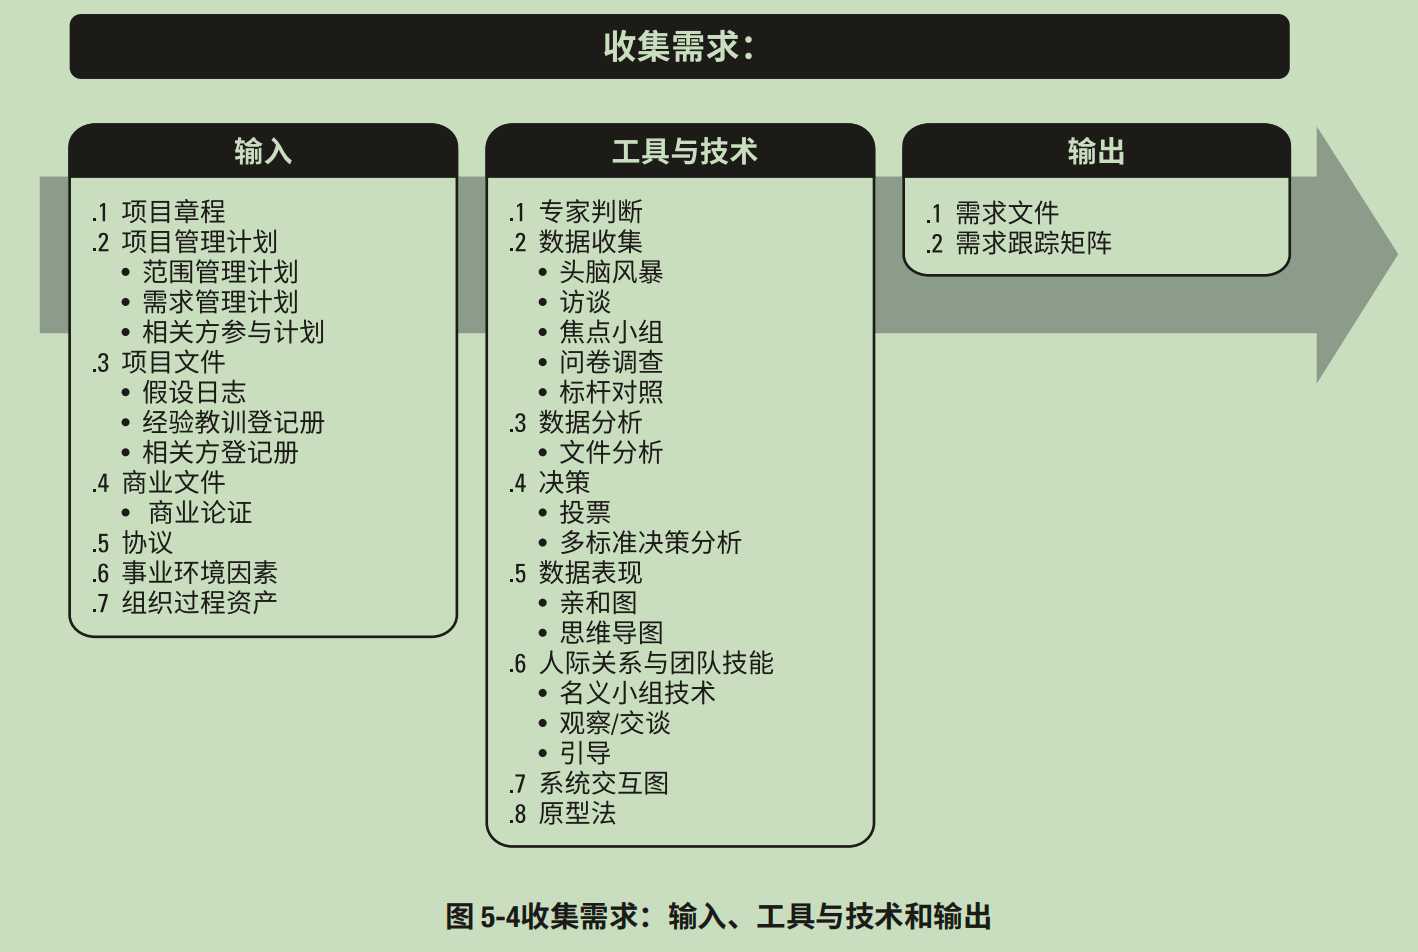 收集需求：
输入
.1 项目章程
.2 项目管理计划
• 范围管理计划
• 需求管理计划
• 相关方参与计划
.3 项目文件
• 假设日志
• 经验教训登记册
• 相关方登记册
.4 商业文件
• 商业论证
.5 协议
.6 事业环境因素
.7 组织过程资产
工具与技术
.1 专家判断
.2 数据收集
• 头脑风暴
• 访谈
• 焦点小组
• 问卷调查
• 标杆对照
.3 数据分析
• 文件分析
.4 决策
• 投票
• 多标准决策分析
.5 数据表现
• 亲和图
• 思维导图
.6 人际关系与团队技能
• 名义小组技术
• 观察/交谈
• 引导
.7 系统交互图
.8 原型法
输出
.1 需求文件
.2 需求跟踪矩阵
图 5-4收集需求：输入、工具与技术和输出